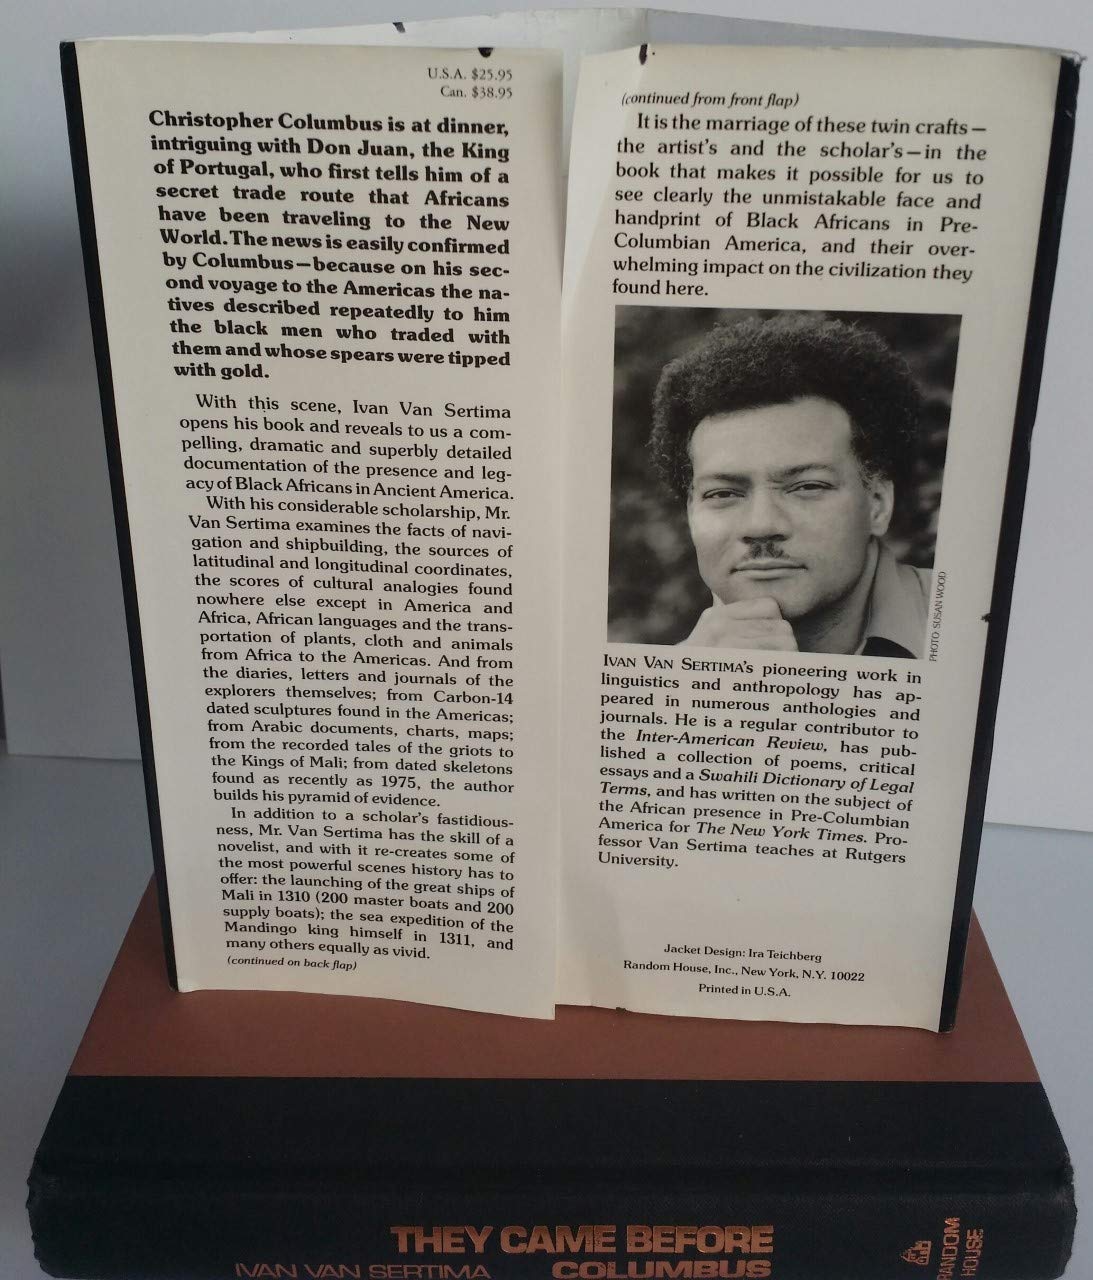 U.S.A. $25.95
Can. $38.95
Christopher Columbus is at dinner,
intriguing with Don Juan, the King
of Portugal, who first tells him of a
secret trade route that Africans
have been traveling to the New
World. The news is easily confirmed
by Columbus—because on his sec-
ond voyage to the Americas the na-
tives described repeatedly to him
the black men who traded with
them and whose spears were tipped
with gold.
With this scene, Ivan Van Sertima
opens his book and reveals to us a com-
pelling, dramatic and superbly detailed
documentation of the presence and leg-
acy of Black Africans in Ancient America.
With his considerable scholarship, Mr.
Van Sertima examines the facts of navi-
gation and shipbuilding, the sources of
latitudinal and longitudinal coordinates,
the scores of cultural analogies found
nowhere else except in America and
Africa, African languages and the trans-
portation of plants, cloth and animals
from Africa to the Americas. And from
the diaries, letters and journals of the
explorers themselves; from Carbon-14
dated sculptures found in the Americas;
from Arabic documents, charts, maps;
from the recorded tales of the griots to
the Kings of Mali; from dated skeletons
found as recently as 1975, the author
builds his pyramid of evidence.
In addition to a scholar's fastidious-
ness, Mr. Van Sertima has the skill of a
novelist, and with it re-creates some of
the most powerful scenes history has to
offer: the launching of the great ships of
Mali in 1310 (200 master boats and 200
supply boats); the sea expedition of the
Mandingo king himself in 1311, and
many others equally as vivid.
(continued on back flap)
(continued from front flap)
It is the marriage of these twin crafts—
the artist's and the scholar's—in the
book that makes it possible for us to
see clearly the unmistakable face and
handprint of Black Africans in Pre-
Columbian America, and their over-
whelming impact on the civilization they
found here.
PHOTO: SUSAN WOOD
IVAN VAN SERTIMA'S pioneering work in
linguistics and anthropology has ap-
peared in numerous anthologies and
journals. He is a regular contributor to
the Inter-American Review, has pub-
lished a collection of poems, critical
essays and a Swahili Dictionary of Legal
Terms, and has written on the subject of
the African presence in Pre-Columbian
America for The New York Times. Pro-
fessor Van Sertima teaches at Rutgers
University.
Jacket Design: Ira Teichberg
Random House, Inc., New York, N.Y. 10022
Printed in U.S.A.
THEY CAME BEFORE
IVAN VAN SERTIMA COLUMBUS
RANDOM
HOUSE